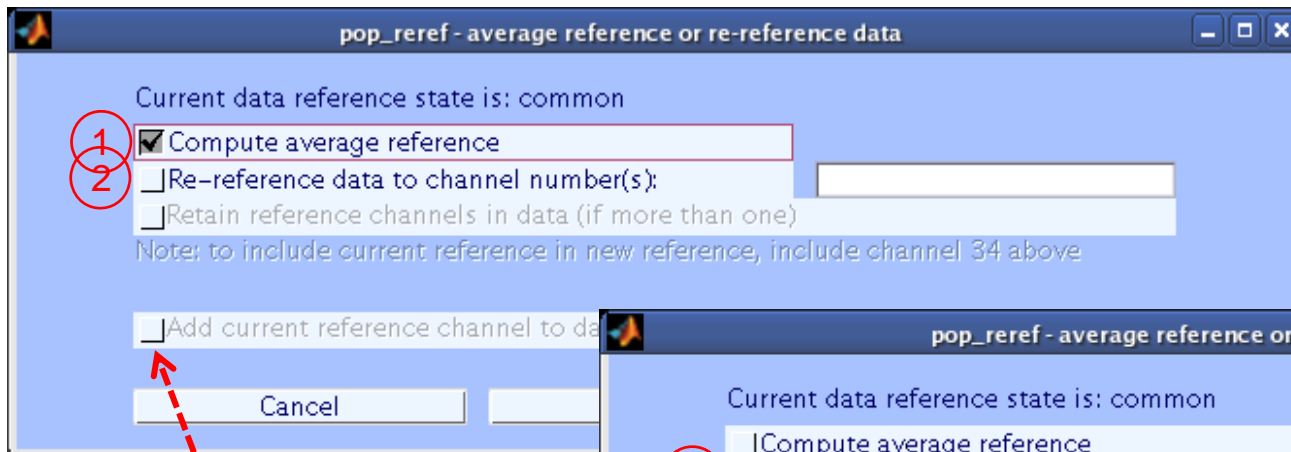 pop_reref - average reference or re-reference data
Current data reference state is: common
1 Compute average reference
2 Re-reference data to channel number(s):
Retain reference channels in data (if more than one)
Note: to include current reference in new reference, include channel 34 above
Add current reference channel to
Cancel
pop_reref - average reference or
Current data reference state is: common
Compute average reference